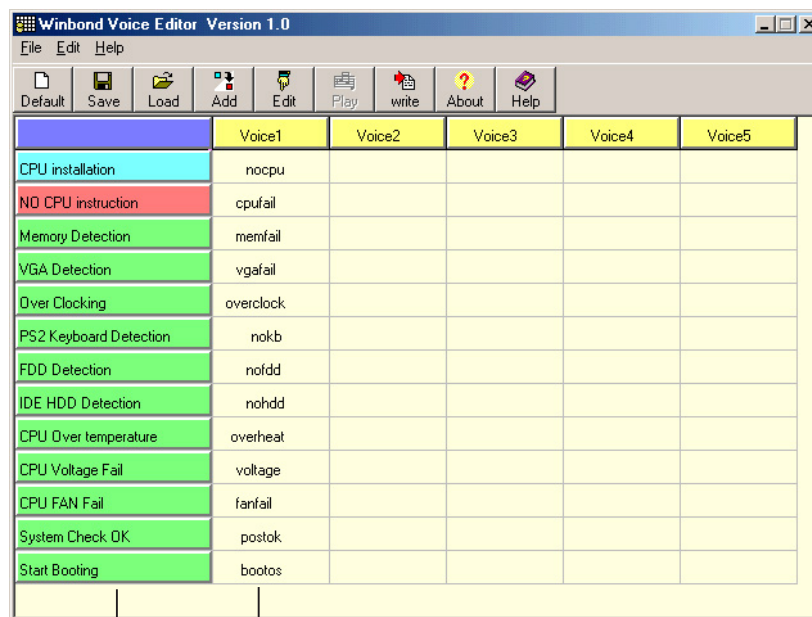 Winbond Voice Editor Version 1.0
File Edit Help
Default Save Load Add Edit Play write About Help
Voice1 Voice2 Voice3 Voice4 Voice5
CPU installation nocpu
NO CPU instruction cpufail
Memory Detection memfail
VGA Detection vgafail
Over Clocking overclock
PS2 Keyboard Detection nokb
FDD Detection nofdd
IDE HDD Detection nohdd
CPU Over temperature overheat
CPU Voltage Fail voltage
CPU FAN Fail fanfail
System Check OK postok
Start Booting bootos